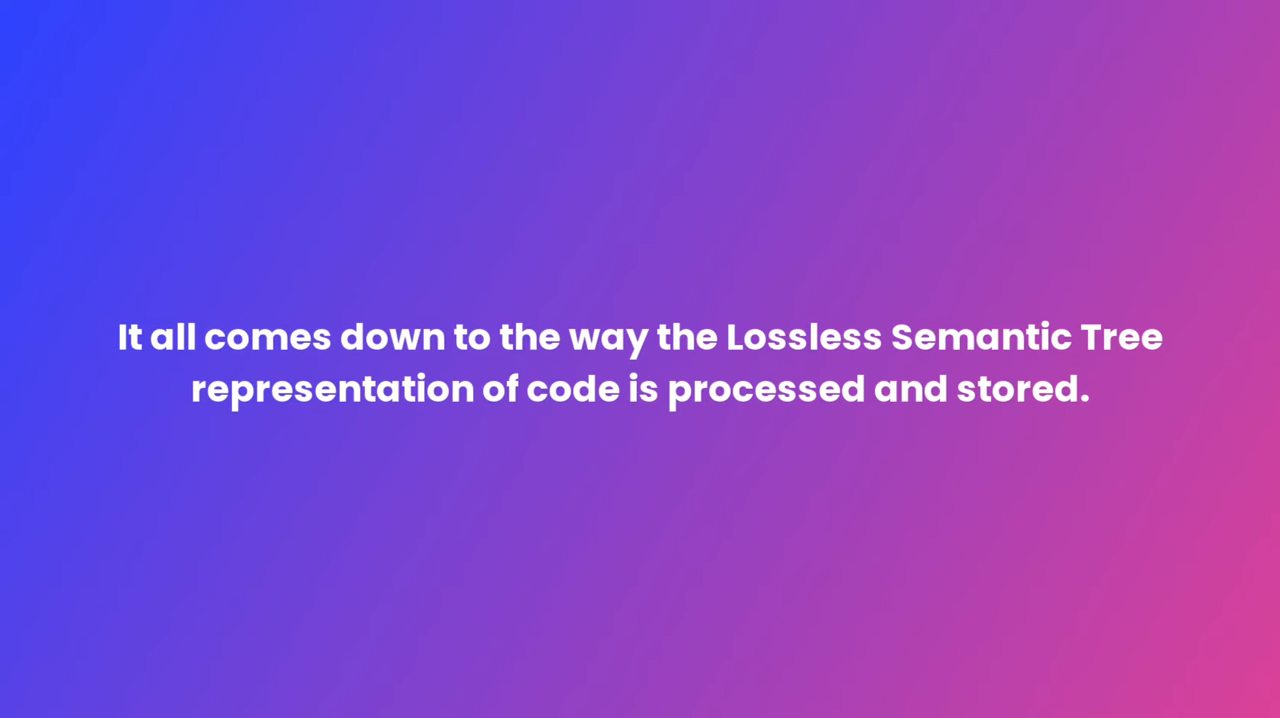 It all comes down to the way the Lossless Semantic Tree
representation of code is processed and stored.